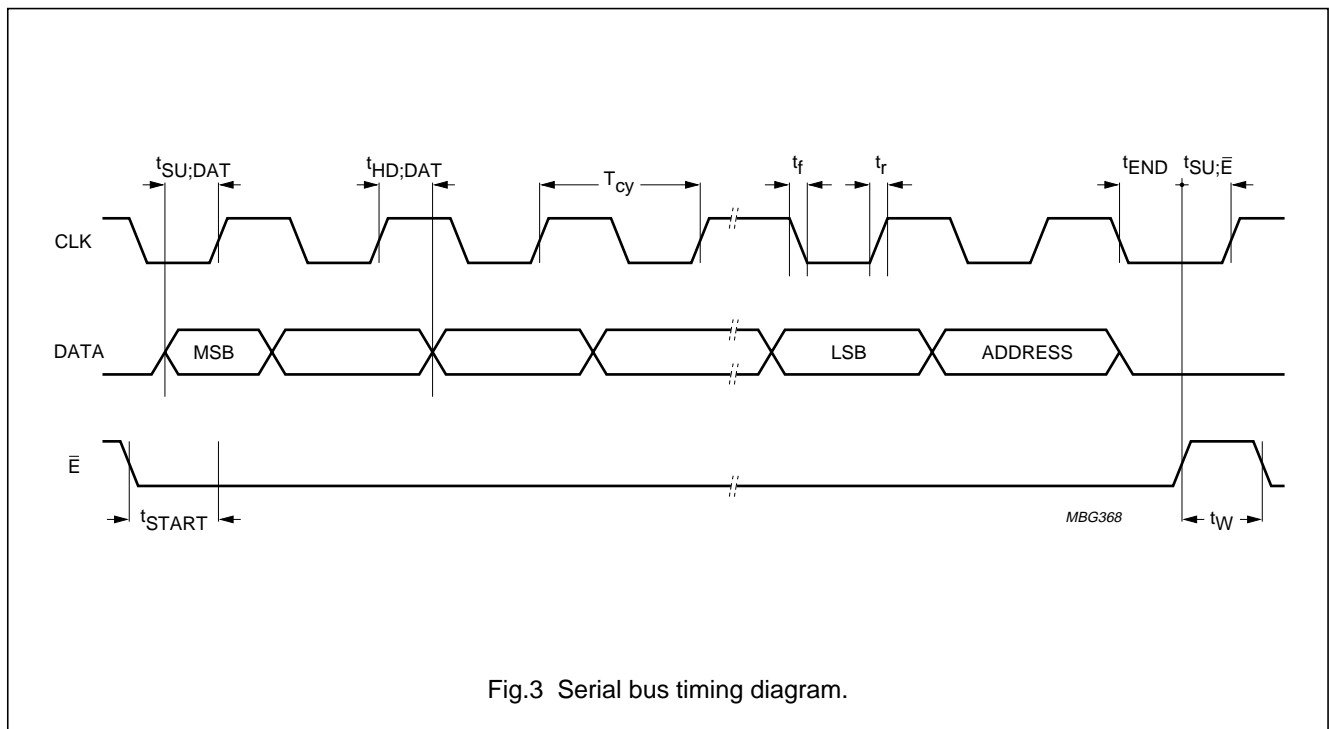 tSU;DAT
tHD;DAT
Tcy
tf
tr
tEND
tSU;Ē
CLK
DATA
MSB
LSB
ADDRESS
Ē
tSTART
MBG368
tW
Fig.3 Serial bus timing diagram.